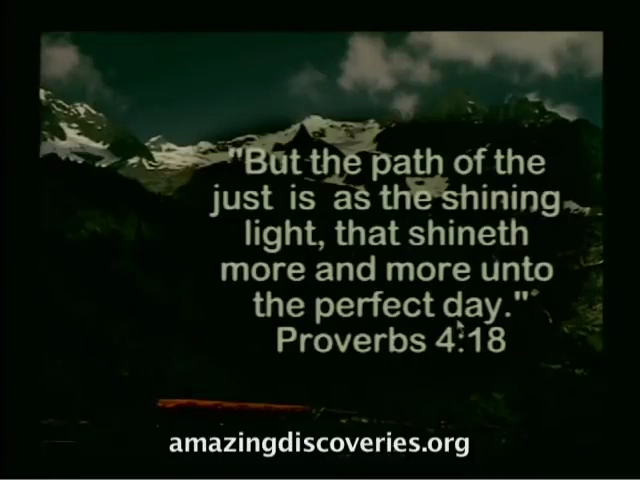 "But the path of the
just is as the shining
light, that shineth
more and more unto
the perfect day."
Proverbs 4:18
amazingdiscoveries.org